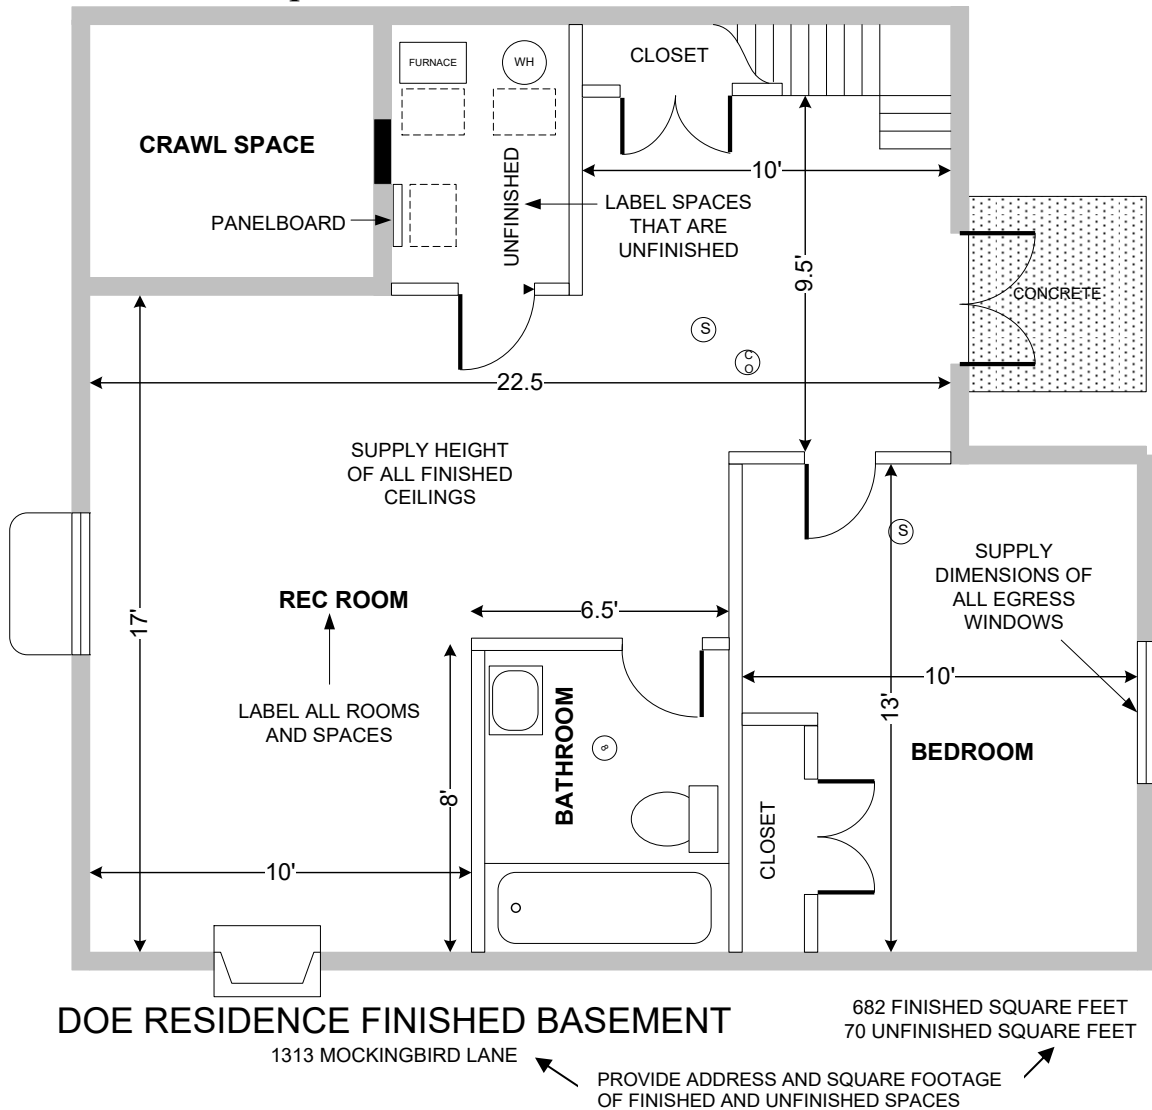 FURNACE
WH
CLOSET
CRAWL SPACE
UNFINISHED
10'
PANELBOARD
LABEL SPACES
THAT ARE
UNFINISHED
9.5'
CONCRETE
S
C
O
22.5
SUPPLY HEIGHT
OF ALL FINISHED
CEILINGS
S
SUPPLY
DIMENSIONS OF
ALL EGRESS
WINDOWS
REC ROOM
6.5'
17'
10'
13'
LABEL ALL ROOMS
AND SPACES
BATHROOM
8
BEDROOM
8'
CLOSET
10'
DOE RESIDENCE FINISHED BASEMENT
1313 MOCKINGBIRD LANE
682 FINISHED SQUARE FEET
70 UNFINISHED SQUARE FEET
PROVIDE ADDRESS AND SQUARE FOOTAGE
OF FINISHED AND UNFINISHED SPACES